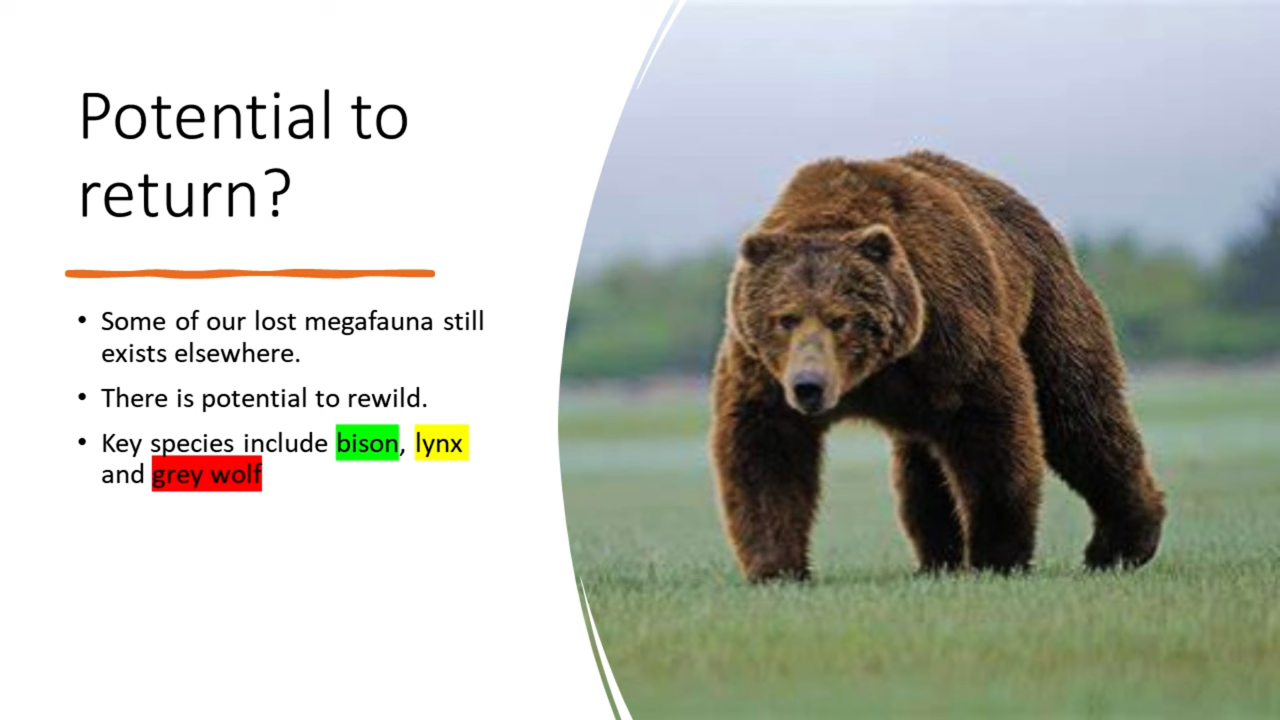 Potential to
return?
• Some of our lost megafauna still
exists elsewhere.
• There is potential to rewild.
• Key species include bison, lynx
and grey wolf